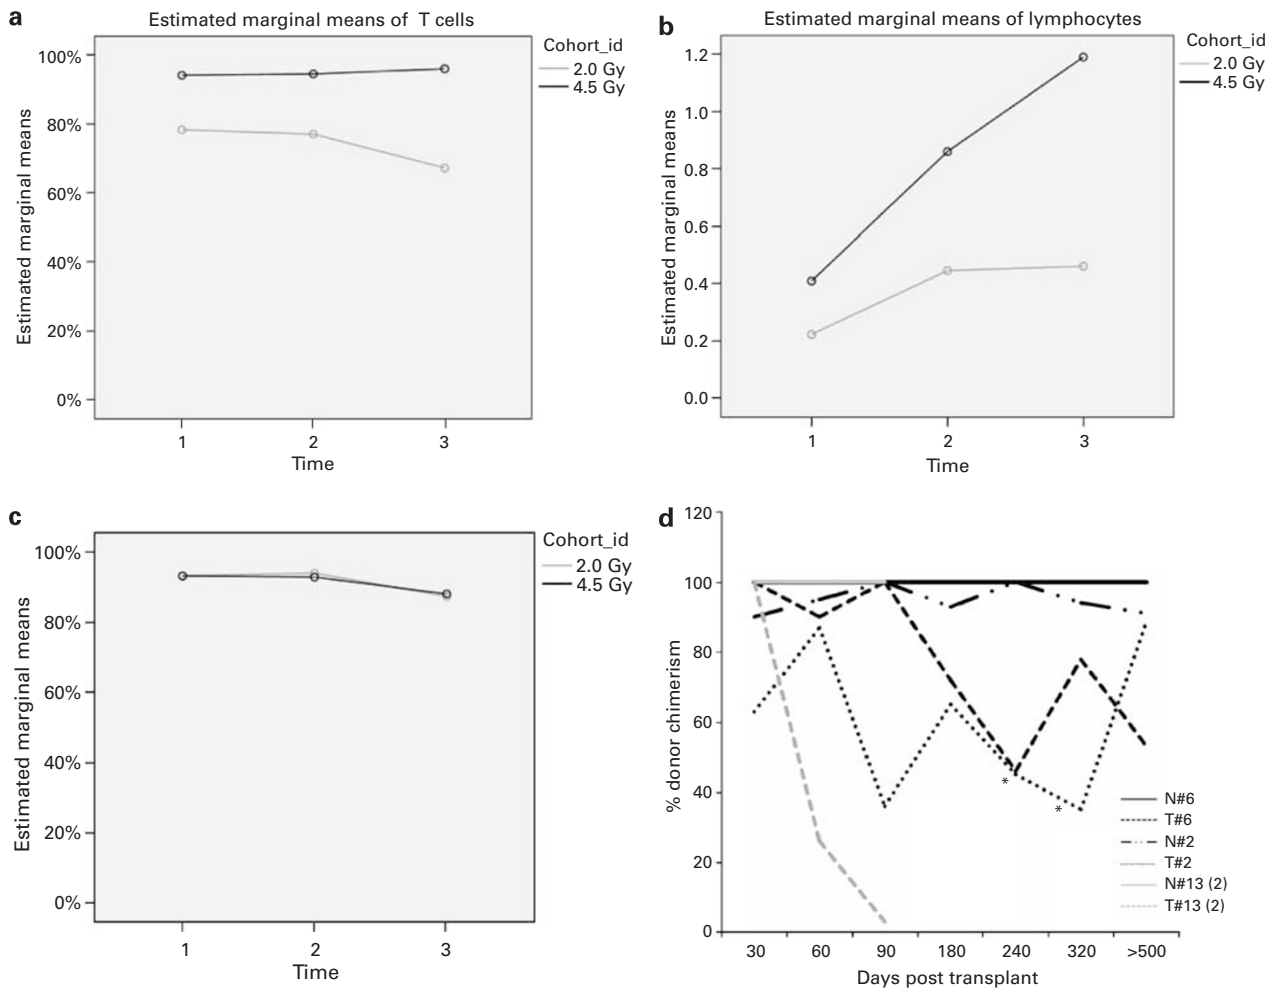 a
Estimated marginal means of T cells
Cohort_id
2.0 Gy
4.5 Gy
Estimated marginal means
100%
80%
60%
40%
20%
0%
1 2 3
Time
b
Estimated marginal means of lymphocytes
Cohort_id
2.0 Gy
4.5 Gy
Estimated marginal means
1.2
1.0
0.8
0.6
0.4
0.2
0.0
1 2 3
Time
c
Cohort_id
2.0 Gy
4.5 Gy
Estimated marginal means
100%
80%
60%
40%
20%
0%
1 2 3
Time
d
% donor chimerism
120
100
80
60
40
20
0
*
*
N#6
T#6
N#2
T#2
N#13 (2)
T#13 (2)
30 60 90 180 240 320 >500
Days post transplant